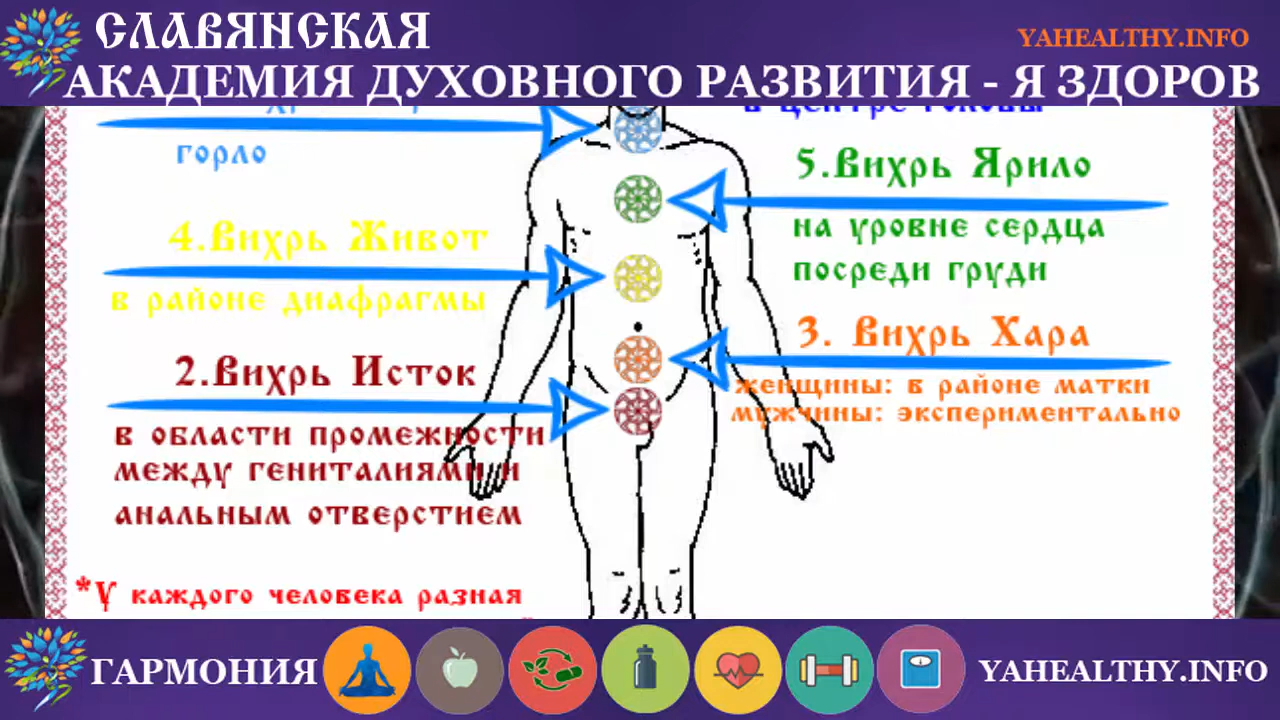 СЛАВЯНСКАЯ
YAHEALTHY.INFO
АКАДЕМИЯ ДУХОВНОГО РАЗВИТИЯ - Я ЗДОРОВ
в центре головы
горло
5.Вихрь Ярило
на уровне сердца
посреди груди
4.Вихрь Живот
в районе диафрагмы
3. Вихрь Хара
женщины: в районе матки
мужчины: экспериментально
2.Вихрь Исток
в области промежности
между гениталиями и
анальным отверстием
*У каждого человека разная
ГАРМОНИЯ
YAHEALTHY.INFO